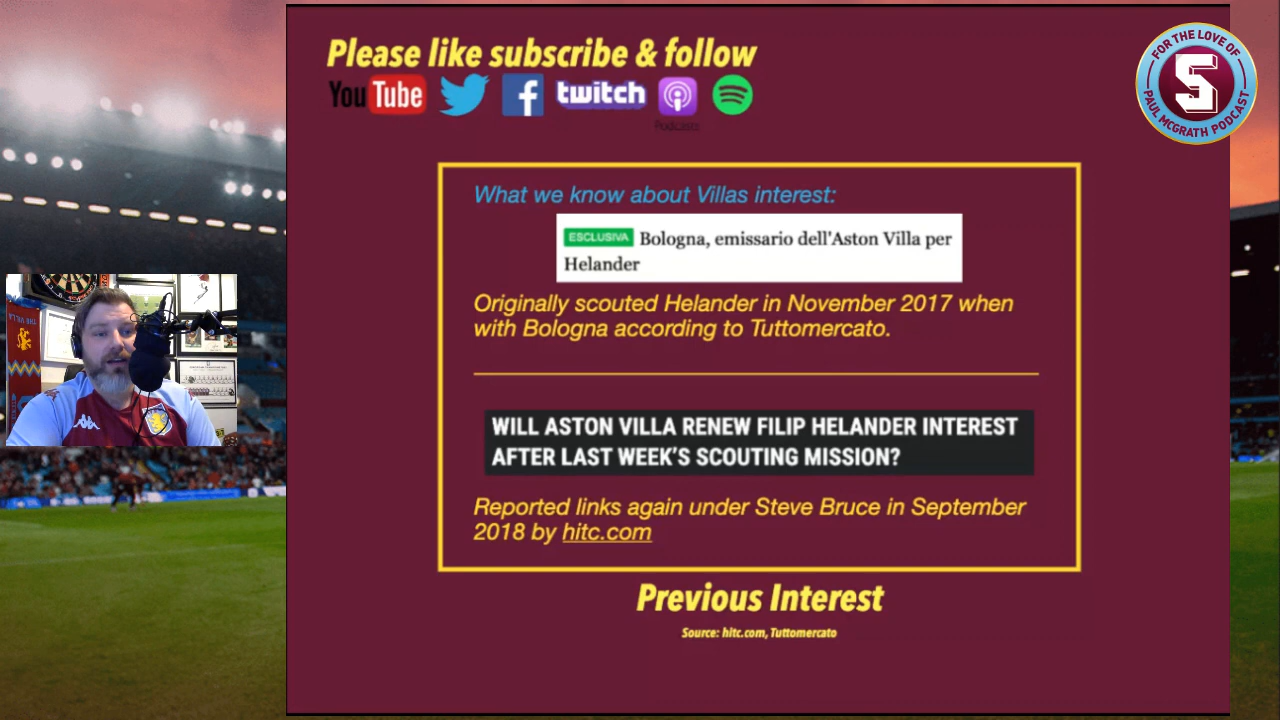 Please like subscribe & follow
YouTube
twitch
Podcasts
FOR THE LOVE OF
S
PAUL MCGRATH PODCAST
What we know about Villas interest:
ESCLUSIVA Bologna, emissario dell'Aston Villa per
Helander
Originally scouted Helander in November 2017 when
with Bologna according to Tuttomercato.
WILL ASTON VILLA RENEW FILIP HELANDER INTEREST
AFTER LAST WEEK'S SCOUTING MISSION?
Reported links again under Steve Bruce in September
2018 by hitc.com
Previous Interest
Source: hitc.com, Tuttomercato